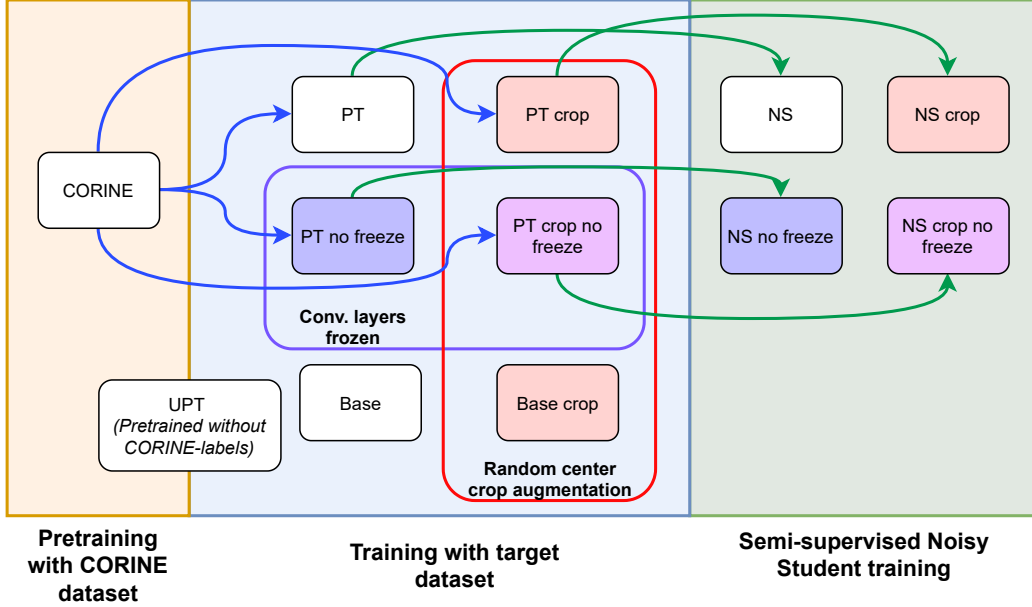 PT
PT crop
NS
NS crop
CORINE
PT no freeze
PT crop no
freeze
NS no freeze
NS crop no
freeze
Conv. layers
frozen
UPT
(Pretrained without
CORINE-labels)
Base
Base crop
Random center
crop augmentation
Pretraining
with CORINE
dataset
Training with target
dataset
Semi-supervised Noisy
Student training